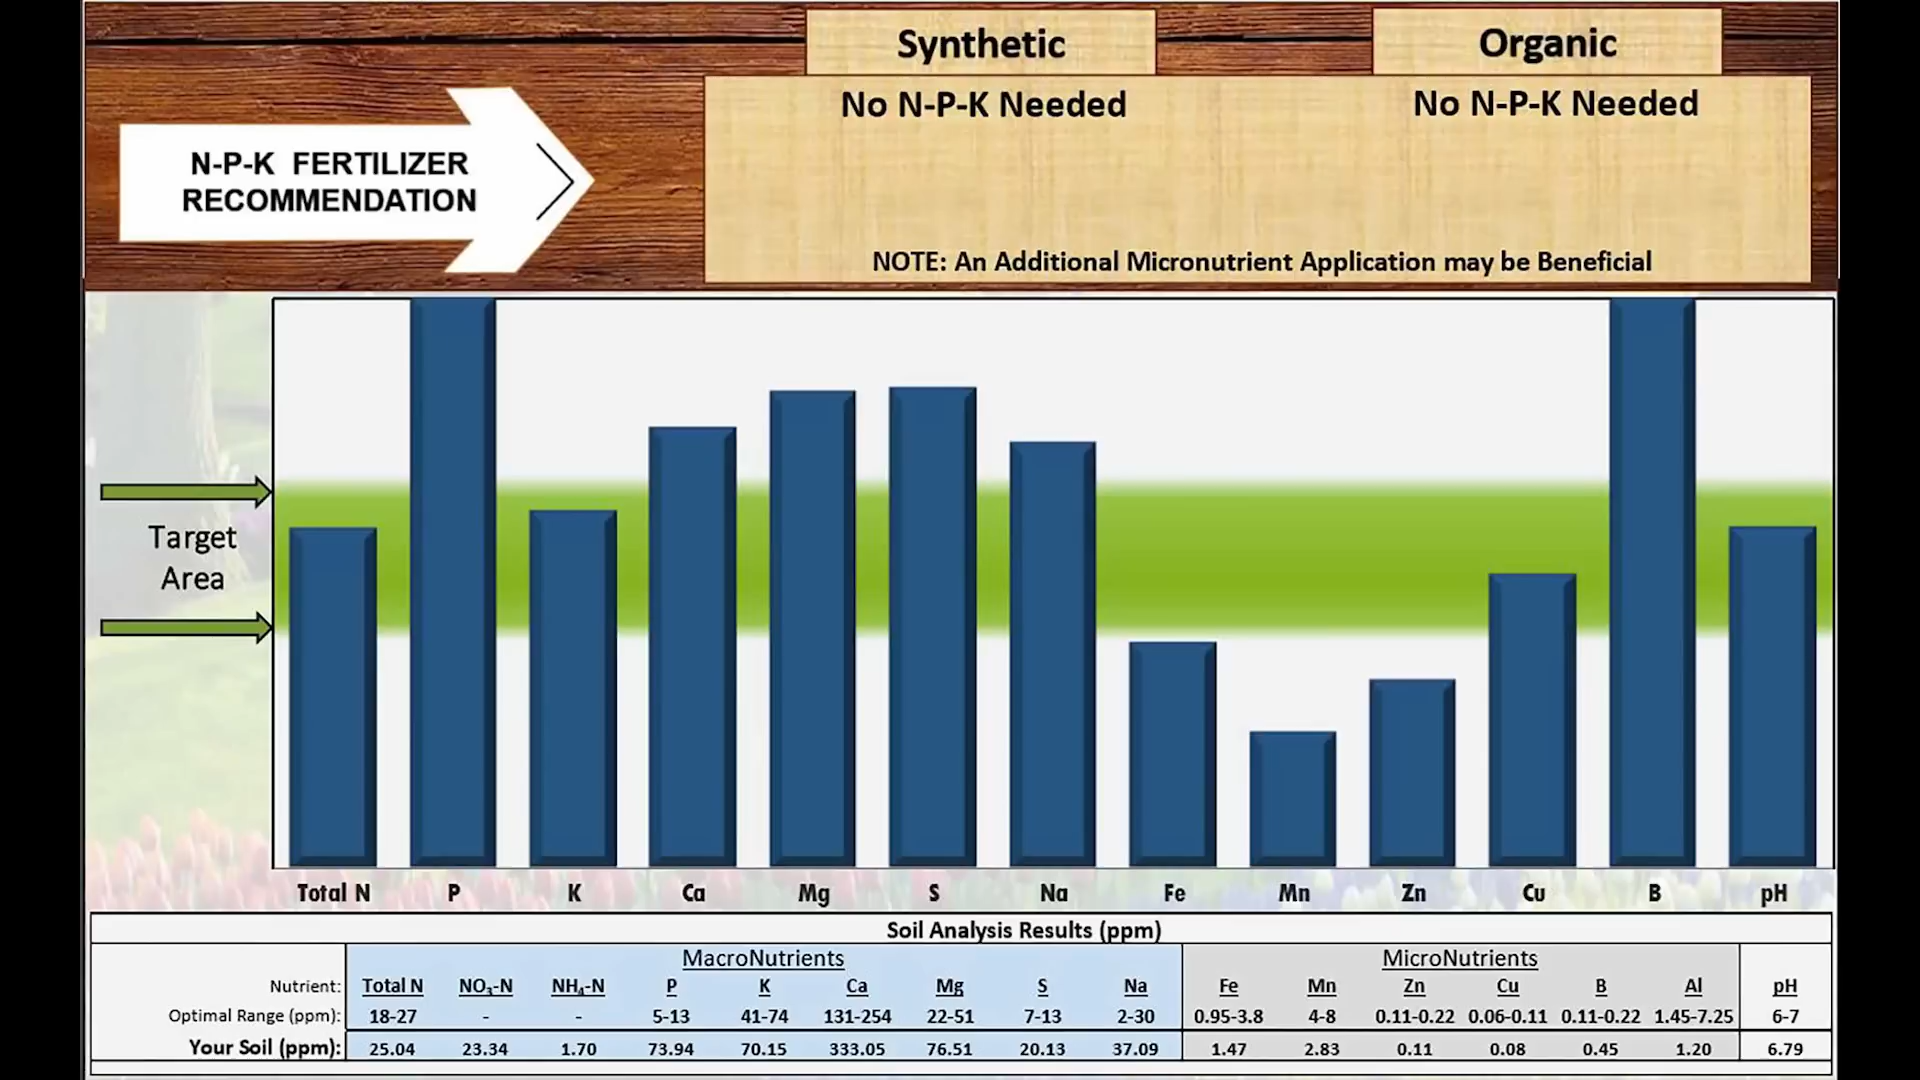 Synthetic
Organic
No N-P-K Needed
No N-P-K Needed
N-P-K FERTILIZER
RECOMMENDATION
NOTE: An Additional Micronutrient Application may be Beneficial
Target
Area
Total N P K Ca Mg S Na Fe Mn Zn Cu B pH
Soil Analysis Results (ppm)
MacroNutrients MicroNutrients
Nutrient: Total N NO₃-N NH₄-N P K Ca Mg S Na Fe Mn Zn Cu B Al pH
Optimal Range (ppm): 18-27 - - 5-13 41-74 131-254 22-51 7-13 2-30 0.95-3.8 4-8 0.11-0.22 0.06-0.11 0.11-0.22 1.45-7.25 6-7
Your Soil (ppm): 25.04 23.34 1.70 73.94 70.15 333.05 76.51 20.13 37.09 1.47 2.83 0.11 0.08 0.45 1.20 6.79